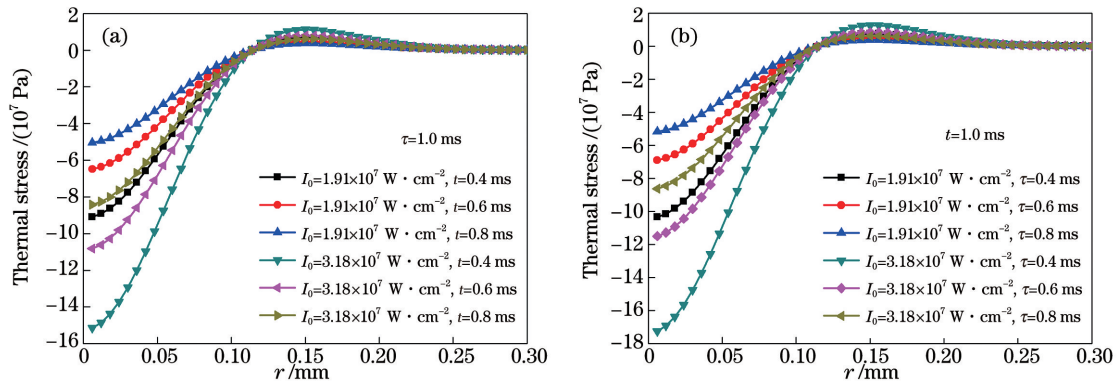 (a)
Thermal stress /(10⁷ Pa)
2
0
-2
-4
-6
-8
-10
-12
-14
-16
τ=1.0 ms
I₀=1.91×10⁷ W·cm⁻², t=0.4 ms
I₀=1.91×10⁷ W·cm⁻², t=0.6 ms
I₀=1.91×10⁷ W·cm⁻², t=0.8 ms
I₀=3.18×10⁷ W·cm⁻², t=0.4 ms
I₀=3.18×10⁷ W·cm⁻², t=0.6 ms
I₀=3.18×10⁷ W·cm⁻², t=0.8 ms
0 0.05 0.10 0.15 0.20 0.25 0.30
r /mm
(b)
Thermal stress /(10⁷ Pa)
2
0
-2
-4
-6
-8
-10
-12
-14
-16
-18
t=1.0 ms
I₀=1.91×10⁷ W·cm⁻², τ=0.4 ms
I₀=1.91×10⁷ W·cm⁻², τ=0.6 ms
I₀=1.91×10⁷ W·cm⁻², τ=0.8 ms
I₀=3.18×10⁷ W·cm⁻², τ=0.4 ms
I₀=3.18×10⁷ W·cm⁻², τ=0.6 ms
I₀=3.18×10⁷ W·cm⁻², τ=0.8 ms
0 0.05 0.10 0.15 0.20 0.25 0.30
r /mm